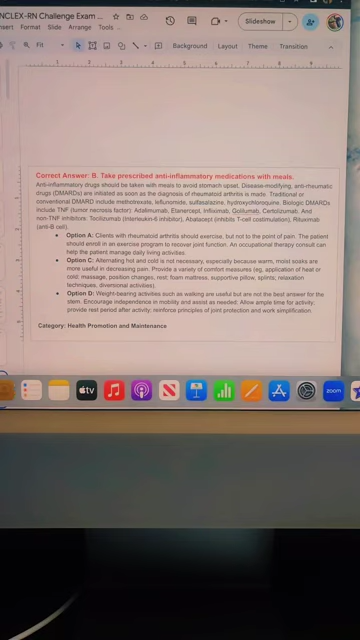 NCLEX-RN Challenge Exam ...
Insert Format Slide Arrange Tools
Slideshow
Fit
Background Layout Theme Transition
Correct Answer: B. Take prescribed anti-inflammatory medications with meals.
Anti-inflammatory drugs should be taken with meals to avoid stomach upset. Disease-modifying, anti-rheumatic
drugs (DMARDs) are initiated as soon as the diagnosis of rheumatoid arthritis is made. Traditional or
conventional DMARD include methotrexate, leflunomide, sulfasalazine, hydroxychloroquine. Biologic DMARDs
include TNF (tumor necrosis factor): Adalimumab, Etanercept, Infliximab, Golilumab, Certolizumab. And
non-TNF inhibitors: Tocilizumab (interleukin-6 inhibitor), Abatacept (inhibits T-cell costimulation), Rituximab
(anti-B cell).
• Option A: Clients with rheumatoid arthritis should exercise, but not to the point of pain. The patient
should enroll in an exercise program to recover joint function. An occupational therapy consult can
help the patient manage daily living activities.
• Option C: Alternating hot and cold is not necessary, especially because warm, moist soaks are
more useful in decreasing pain. Provide a variety of comfort measures (eg, application of heat or
cold; massage, position changes, rest; foam mattress, supportive pillow, splints; relaxation
techniques, diversional activities).
• Option D: Weight-bearing activities such as walking are useful but are not the best answer for the
stem. Encourage independence in mobility and assist as needed: Allow ample time for activity;
provide rest period after activity; reinforce principles of joint protection and work simplification.
Category: Health Promotion and Maintenance
tv
zoom